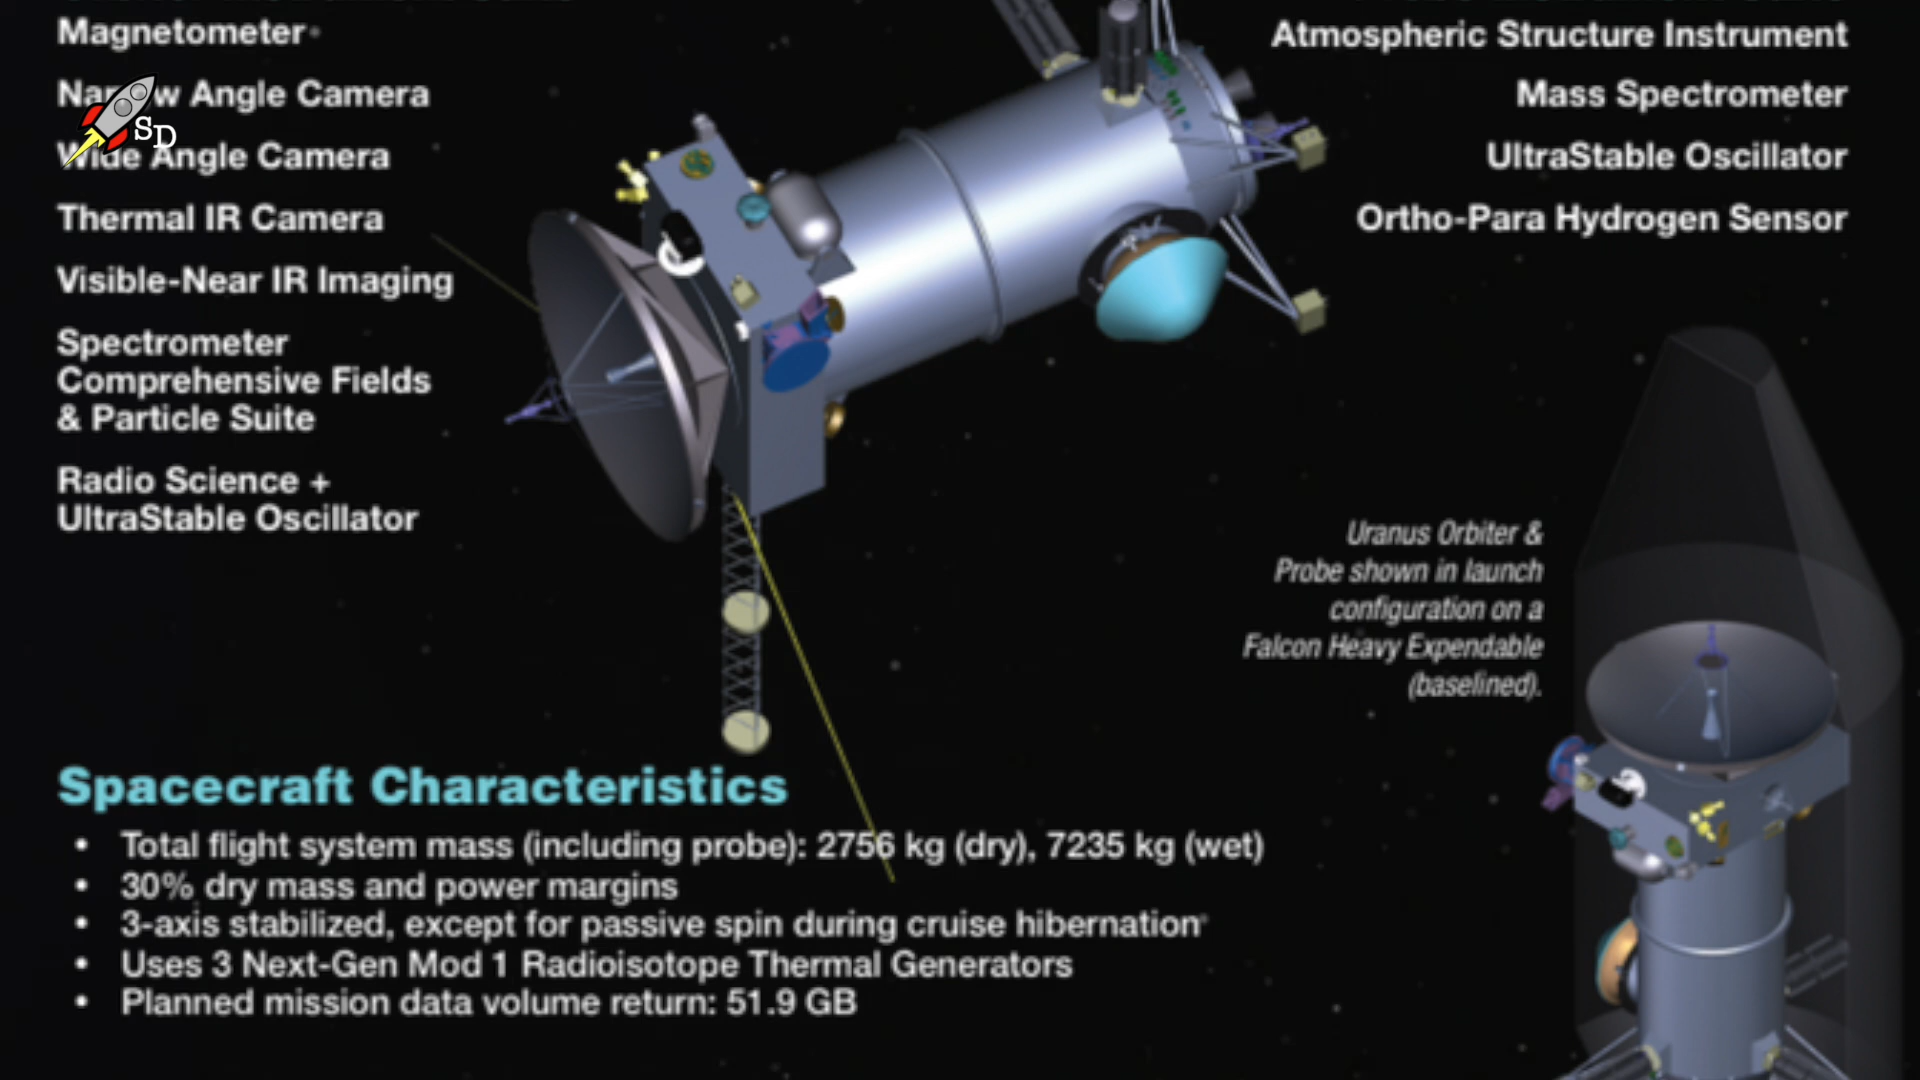 Magnetometer
Narrow Angle Camera
SD
Wide Angle Camera
Thermal IR Camera
Visible-Near IR Imaging
Spectrometer
Comprehensive Fields
& Particle Suite
Radio Science +
UltraStable Oscillator
Atmospheric Structure Instrument
Mass Spectrometer
UltraStable Oscillator
Ortho-Para Hydrogen Sensor
Uranus Orbiter &
Probe shown in launch
configuration on a
Falcon Heavy Expendable
(baselined).
Spacecraft Characteristics
• Total flight system mass (including probe): 2756 kg (dry), 7235 kg (wet)
• 30% dry mass and power margins
• 3-axis stabilized, except for passive spin during cruise hibernation
• Uses 3 Next-Gen Mod 1 Radioisotope Thermal Generators
• Planned mission data volume return: 51.9 GB